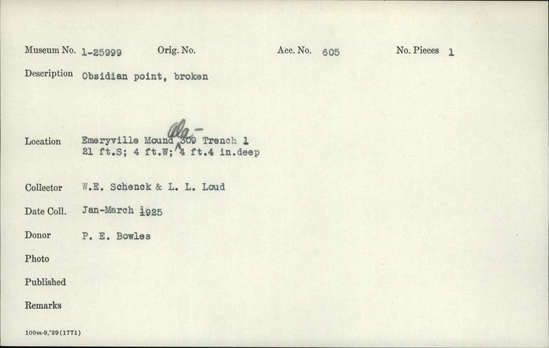 Museum No. 1-25999 Orig. No. Acc. No. 605 No. Pieces 1
Description Obsidian point, broken
Ala-
Location Emeryville Mound 309 Trench 1
21 ft.S; 4 ft.W; 4 ft.4 in.deep
Collector W.E. Schenck & L. L. Loud
Date Coll. Jan-March 1925
Donor P. E. Bowles
Photo
Published
Remarks
100m-9,'29(1771)